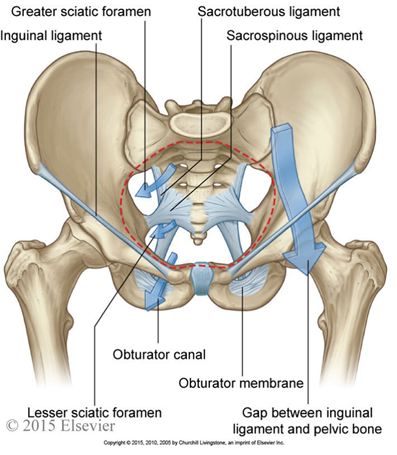 Greater sciatic foramen
Sacrotuberous ligament
Inguinal ligament
Sacrospinous ligament
Obturator canal
Obturator membrane
Lesser sciatic foramen
Gap between inguinal
ligament and pelvic bone
© 2015 Elsevier
Copyright © 2015, 2010, 2005 by Churchill Livingstone, an imprint of Elsevier Inc.